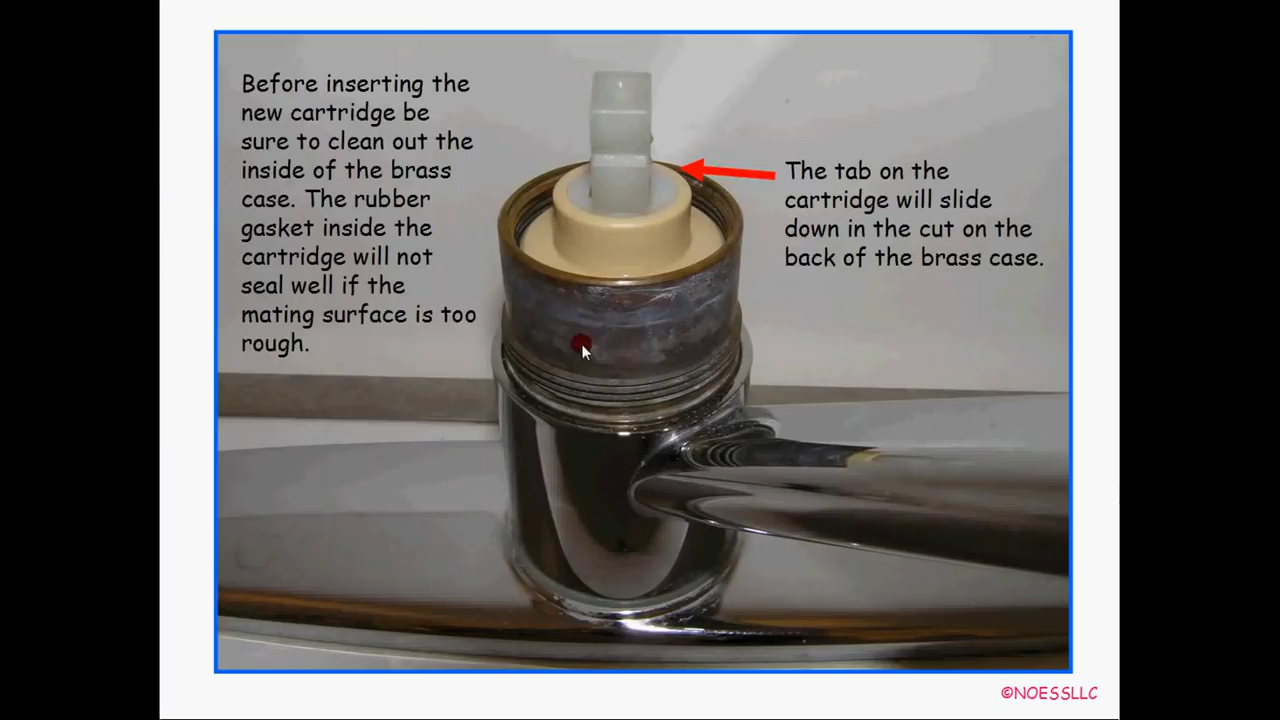 Before inserting the
new cartridge be
sure to clean out the
inside of the brass
case. The rubber
gasket inside the
cartridge will not
seal well if the
mating surface is too
rough.
The tab on the
cartridge will slide
down in the cut on the
back of the brass case.
©NOESSLLC